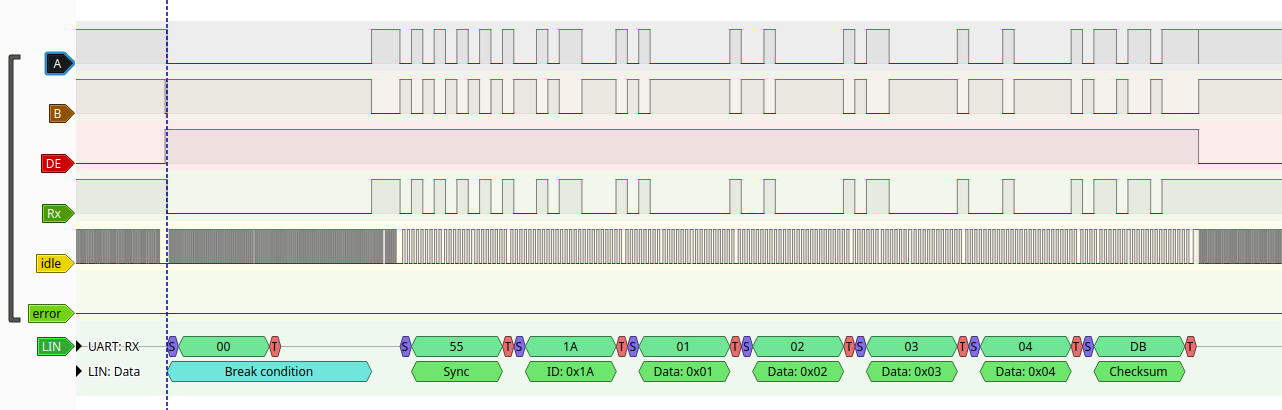 A
B
DE
Rx
idle
error
LIN UART: RX S 00 T S 55 T S 1A T S 01 T S 02 T S 03 T S 04 T S DB T
LIN: Data Break condition Sync ID: 0x1A Data: 0x01 Data: 0x02 Data: 0x03 Data: 0x04 Checksum